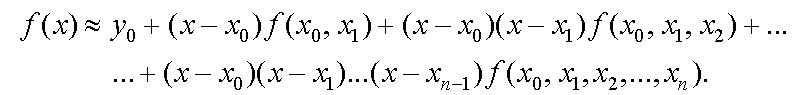 f(x) ≈ y₀ + (x − x₀)f(x₀, x₁) + (x − x₀)(x − x₁)f(x₀, x₁, x₂) + ...
... + (x − x₀)(x − x₁)...(x − xₙ₋₁)f(x₀, x₁, x₂, ..., xₙ).